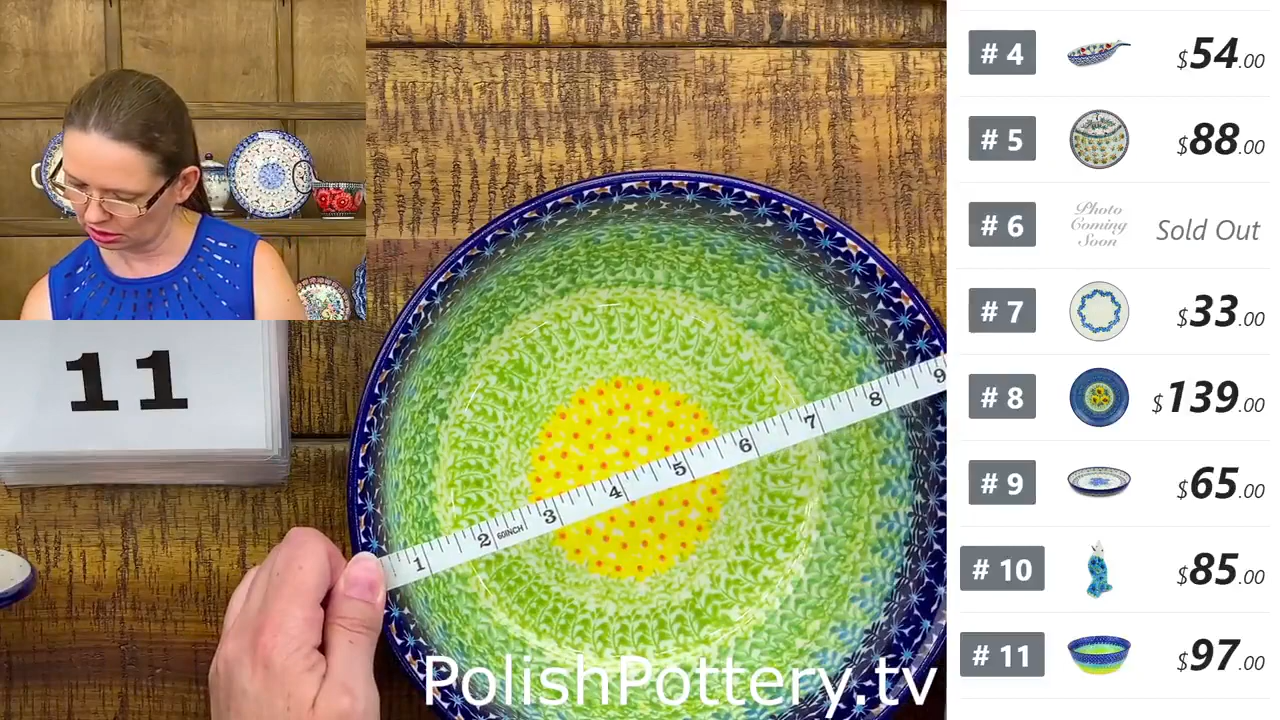 11
1 2 60INCH 3 4 5 6 7 8 9
PolishPottery.tv
# 4 $54.00
# 5 $88.00
# 6 Photo Coming Soon Sold Out
# 7 $33.00
# 8 $139.00
# 9 $65.00
# 10 $85.00
# 11 $97.00